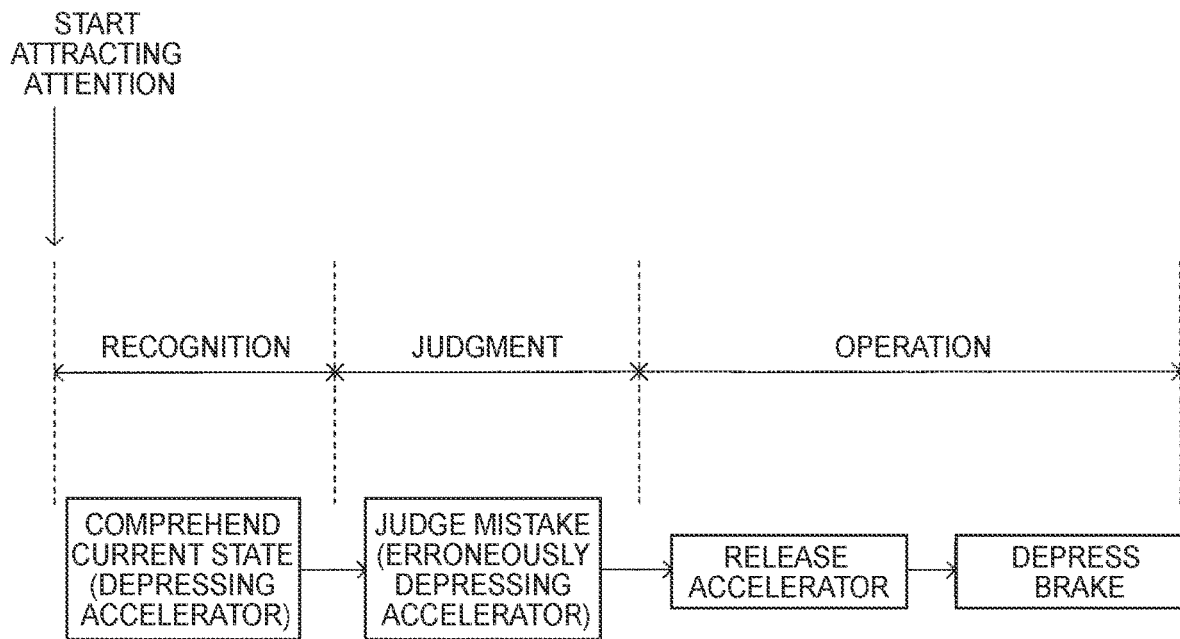 START
ATTRACTING
ATTENTION
RECOGNITION
JUDGMENT
OPERATION
COMPREHEND
CURRENT STATE
(DEPRESSING
ACCELERATOR)
JUDGE MISTAKE
(ERRONEOUSLY
DEPRESSING
ACCELERATOR)
RELEASE
ACCELERATOR
DEPRESS
BRAKE